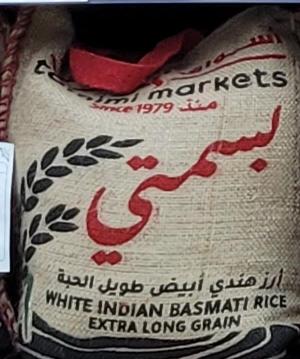 markets
Since 1979 منذ
بسمتي
أرز هندي أبيض طويل الحبة
WHITE INDIAN BASMATI RICE
EXTRA LONG GRAIN